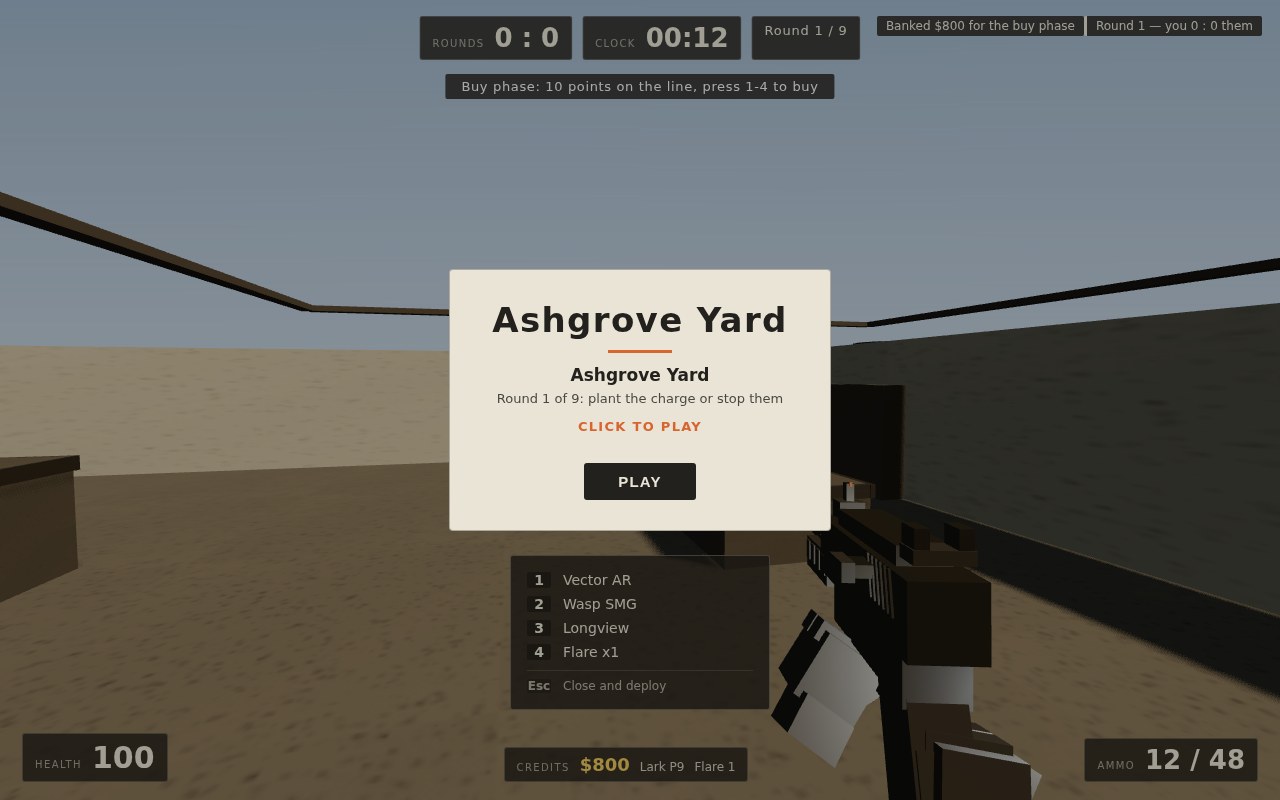 ROUNDS 0 : 0
CLOCK 00:12
Round 1 / 9
Banked $800 for the buy phase
Round 1 — you 0 : 0 them
Buy phase: 10 points on the line, press 1-4 to buy
Ashgrove Yard
Ashgrove Yard
Round 1 of 9: plant the charge or stop them
CLICK TO PLAY
PLAY
1 Vector AR
2 Wasp SMG
3 Longview
4 Flare x1
Esc Close and deploy
HEALTH 100
CREDITS $800 Lark P9 Flare 1
AMMO 12 / 48